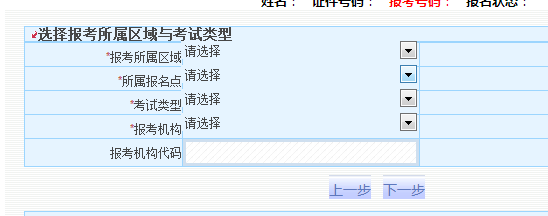 姓名： 证件号码： 报考号码： 报名状态：
选择报考所属区域与考试类型
*报考所属区域 请选择
*所属报名点 请选择
*考试类型 请选择
*报考机构 请选择
报考机构代码
上一步 下一步